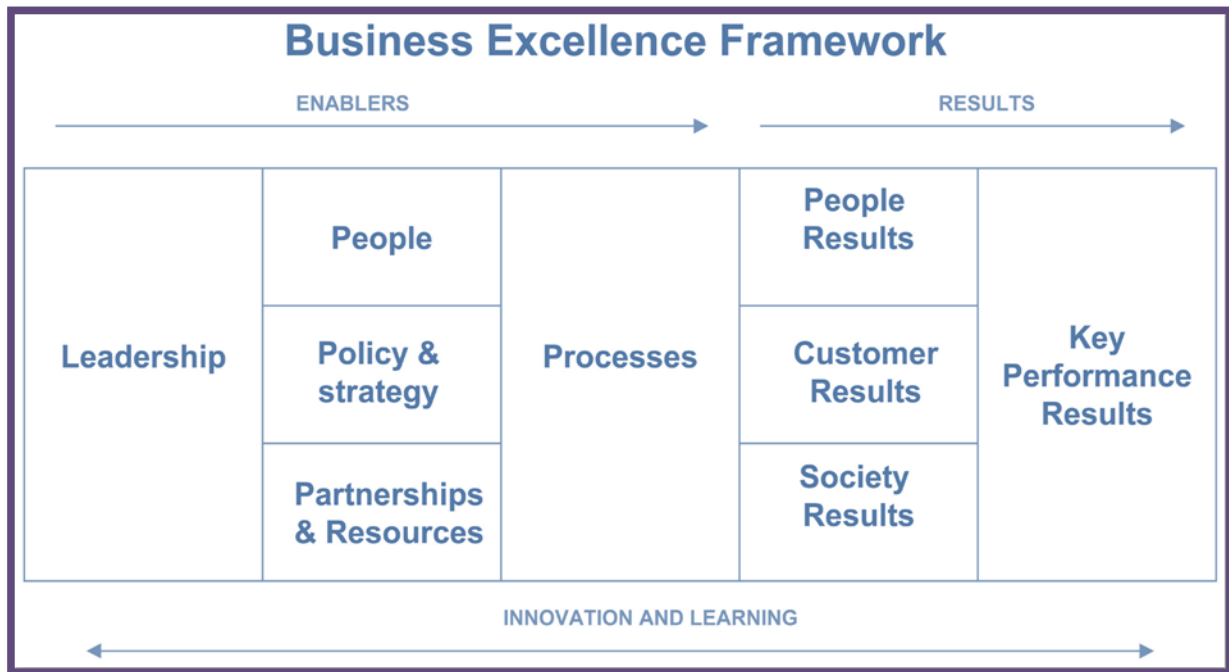 Business Excellence Framework
ENABLERS
RESULTS
Leadership
People
Policy &
strategy
Partnerships
& Resources
Processes
People
Results
Customer
Results
Society
Results
Key
Performance
Results
INNOVATION AND LEARNING